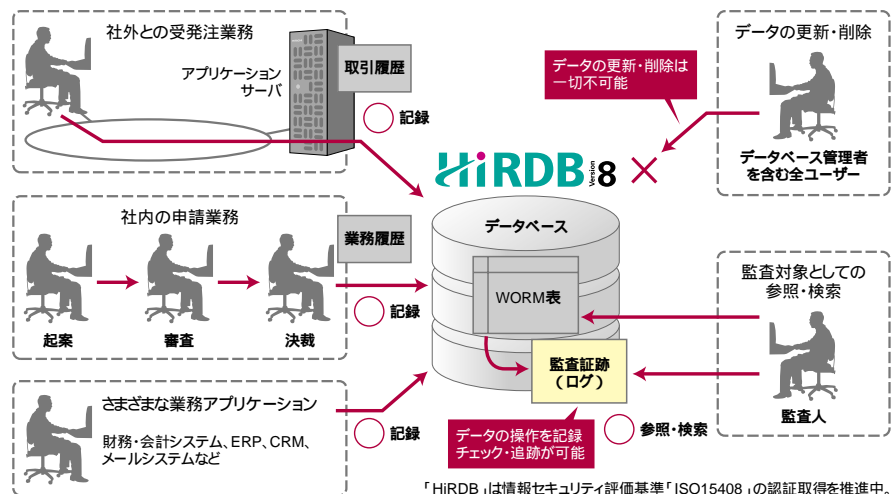 社外との受発注業務
アプリケーション
サーバ
取引履歴
記録
データの更新・削除は
一切不可能
データの更新・削除
データベース管理者
を含む全ユーザー
HiRDB Version 8
社内の申請業務
業務履歴
起案
審査
決裁
記録
データベース
WORM表
監査証跡
(ログ)
監査対象としての
参照・検索
監査人
さまざまな業務アプリケーション
財務・会計システム、ERP、CRM、
メールシステムなど
記録
データの操作を記録
チェック・追跡が可能
参照・検索
「HiRDB」は情報セキュリティ評価基準「ISO15408」の認証取得を推進中。